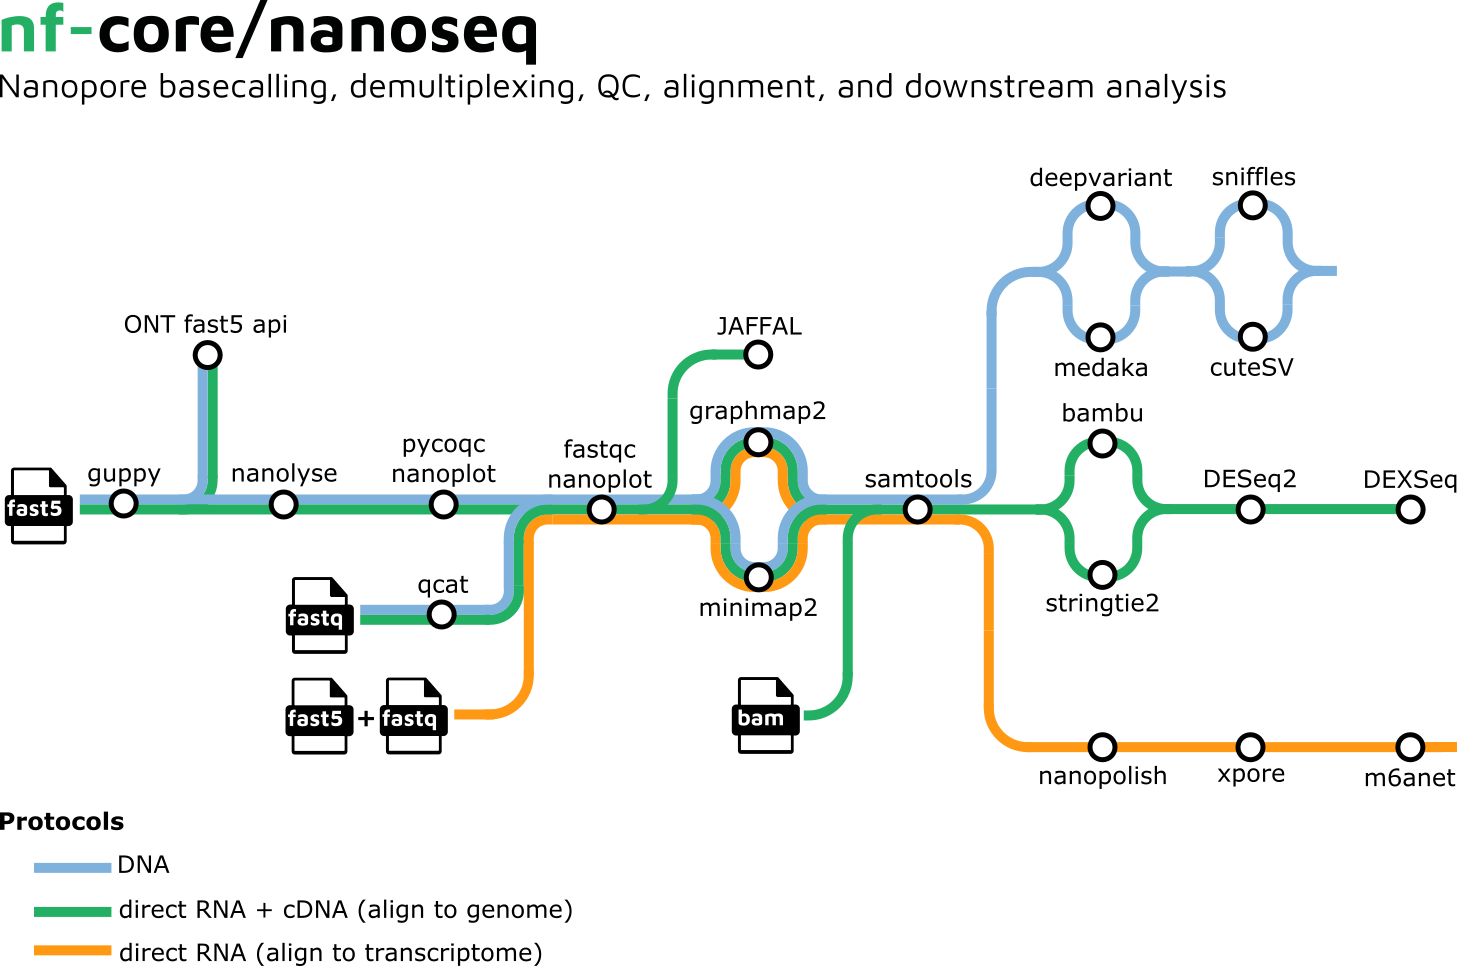 nf-core/nanoseq
Nanopore basecalling, demultiplexing, QC, alignment, and downstream analysis
deepvariant
sniffles
medaka
cuteSV
ONT fast5 api
JAFFAL
graphmap2
bambu
pycoqc
nanoplot
fastqc
nanoplot
guppy
nanolyse
samtools
DESeq2
DEXSeq
fast5
qcat
fastq
minimap2
stringtie2
fast5
+
fastq
bam
nanopolish
xpore
m6anet
Protocols
DNA
direct RNA + cDNA (align to genome)
direct RNA (align to transcriptome)